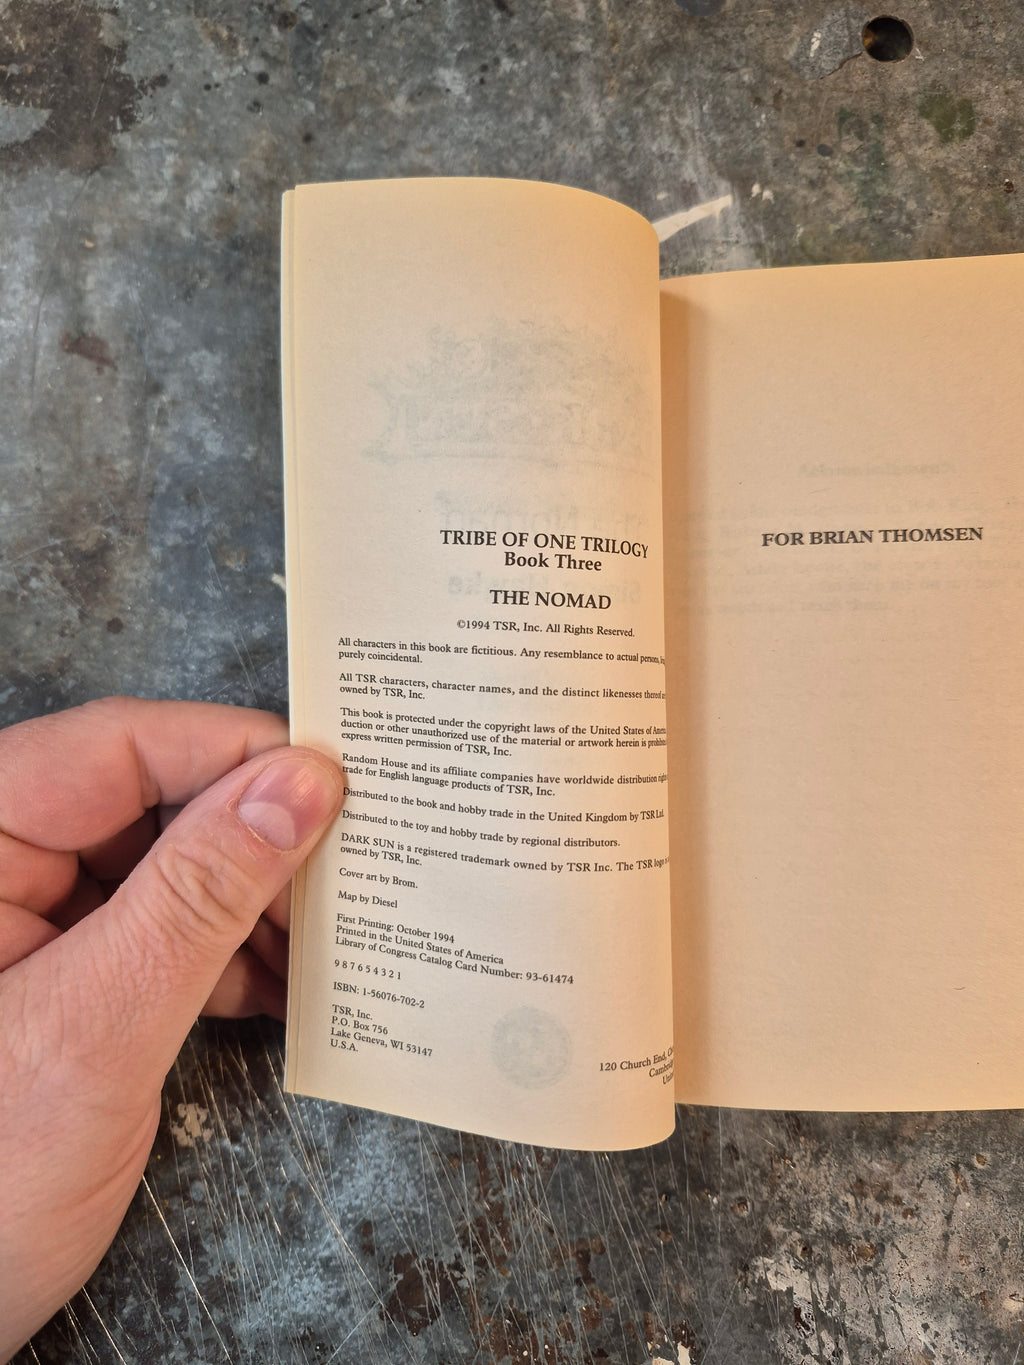 TRIBE OF ONE TRILOGY
Book Three
THE NOMAD
©1994 TSR, Inc. All Rights Reserved.
All characters in this book are fictitious. Any resemblance to actual persons,
purely coincidental.
All TSR characters, character names, and the distinct likenesses thereof
owned by TSR, Inc.
This book is protected under the copyright laws of the United States of
duction or other unauthorized use of the material or artwork herein is
express written permission of TSR, Inc.
Random House and its affiliate companies have worldwide distribution
trade for English language products of TSR, Inc.
Distributed to the book and hobby trade in the United Kingdom by TSR Ltd.
Distributed to the toy and hobby trade by regional distributors.
DARK SUN is a registered trademark owned by TSR Inc. The TSR logo
owned by TSR, Inc.
Cover art by Brom.
Map by Diesel
First Printing: October 1994
Printed in the United States of America
Library of Congress Catalog Card Number: 93-61474
9 8 7 6 5 4 3 2 1
ISBN: 1-56076-702-2
TSR, Inc.
P.O. Box 756
Lake Geneva, WI 53147
U.S.A.
120 Church End,
FOR BRIAN THOMSEN